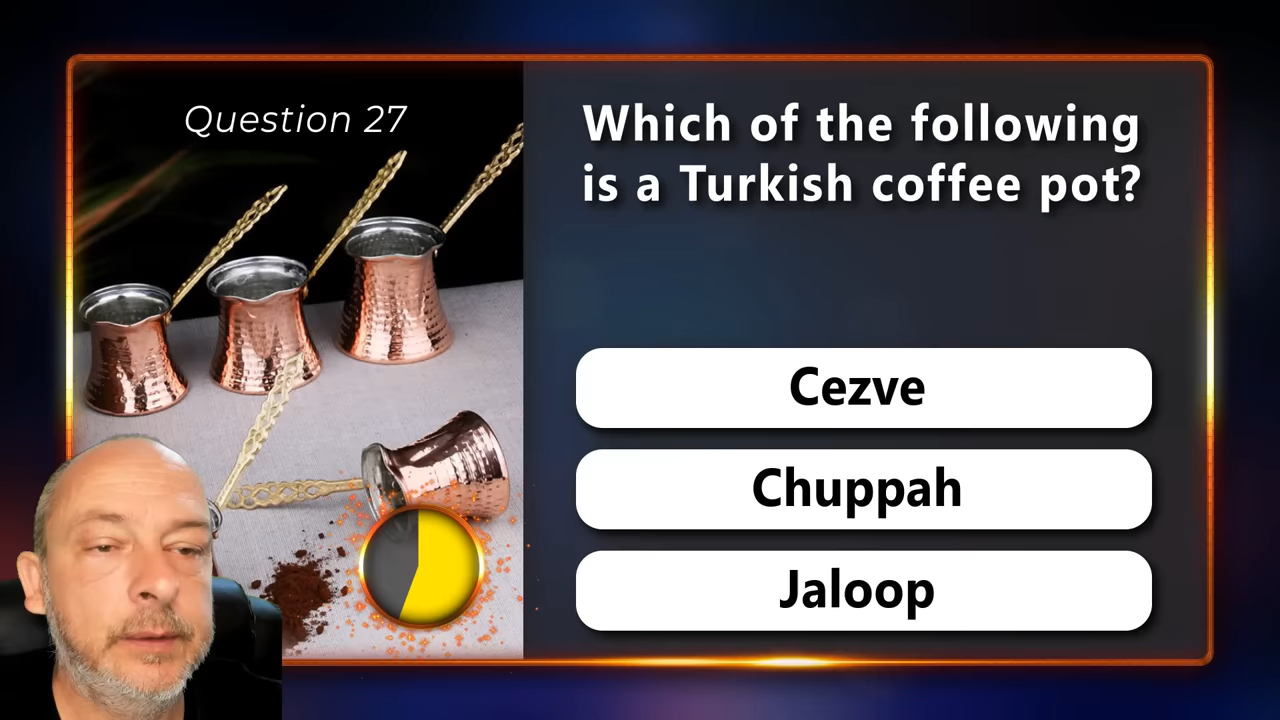 Question 27
Which of the following
is a Turkish coffee pot?
Cezve
Chuppah
Jaloop